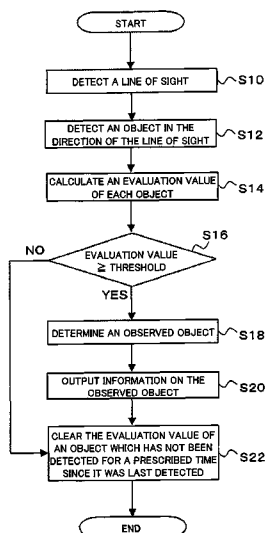 START
DETECT A LINE OF SIGHT
S10
DETECT AN OBJECT IN THE
DIRECTION OF THE LINE OF SIGHT
S12
CALCULATE AN EVALUATION VALUE
OF EACH OBJECT
S14
S16
EVALUATION VALUE
≧ THRESHOLD
NO
YES
DETERMINE AN OBSERVED OBJECT
S18
OUTPUT INFORMATION ON THE
OBSERVED OBJECT
S20
CLEAR THE EVALUATION VALUE OF
AN OBJECT WHICH HAS NOT BEEN
DETECTED FOR A PRESCRIBED TIME
SINCE IT WAS LAST DETECTED
S22
END